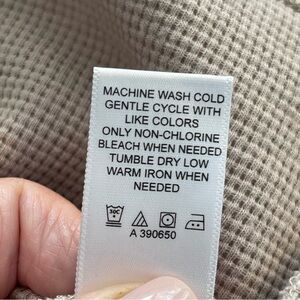 MACHINE WASH COLD
GENTLE CYCLE WITH
LIKE COLORS
ONLY NON-CHLORINE
BLEACH WHEN NEEDED
TUMBLE DRY LOW
WARM IRON WHEN
NEEDED
30C
A 390650